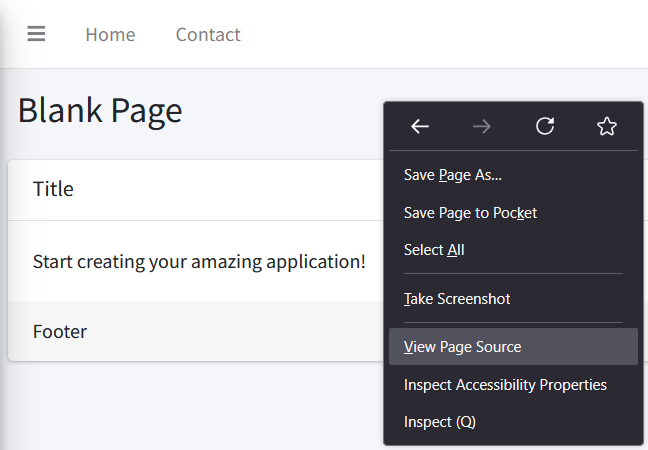 Home Contact
Blank Page
Title
Start creating your amazing application!
Footer
Save Page As...
Save Page to Pocket
Select All
Take Screenshot
View Page Source
Inspect Accessibility Properties
Inspect (Q)